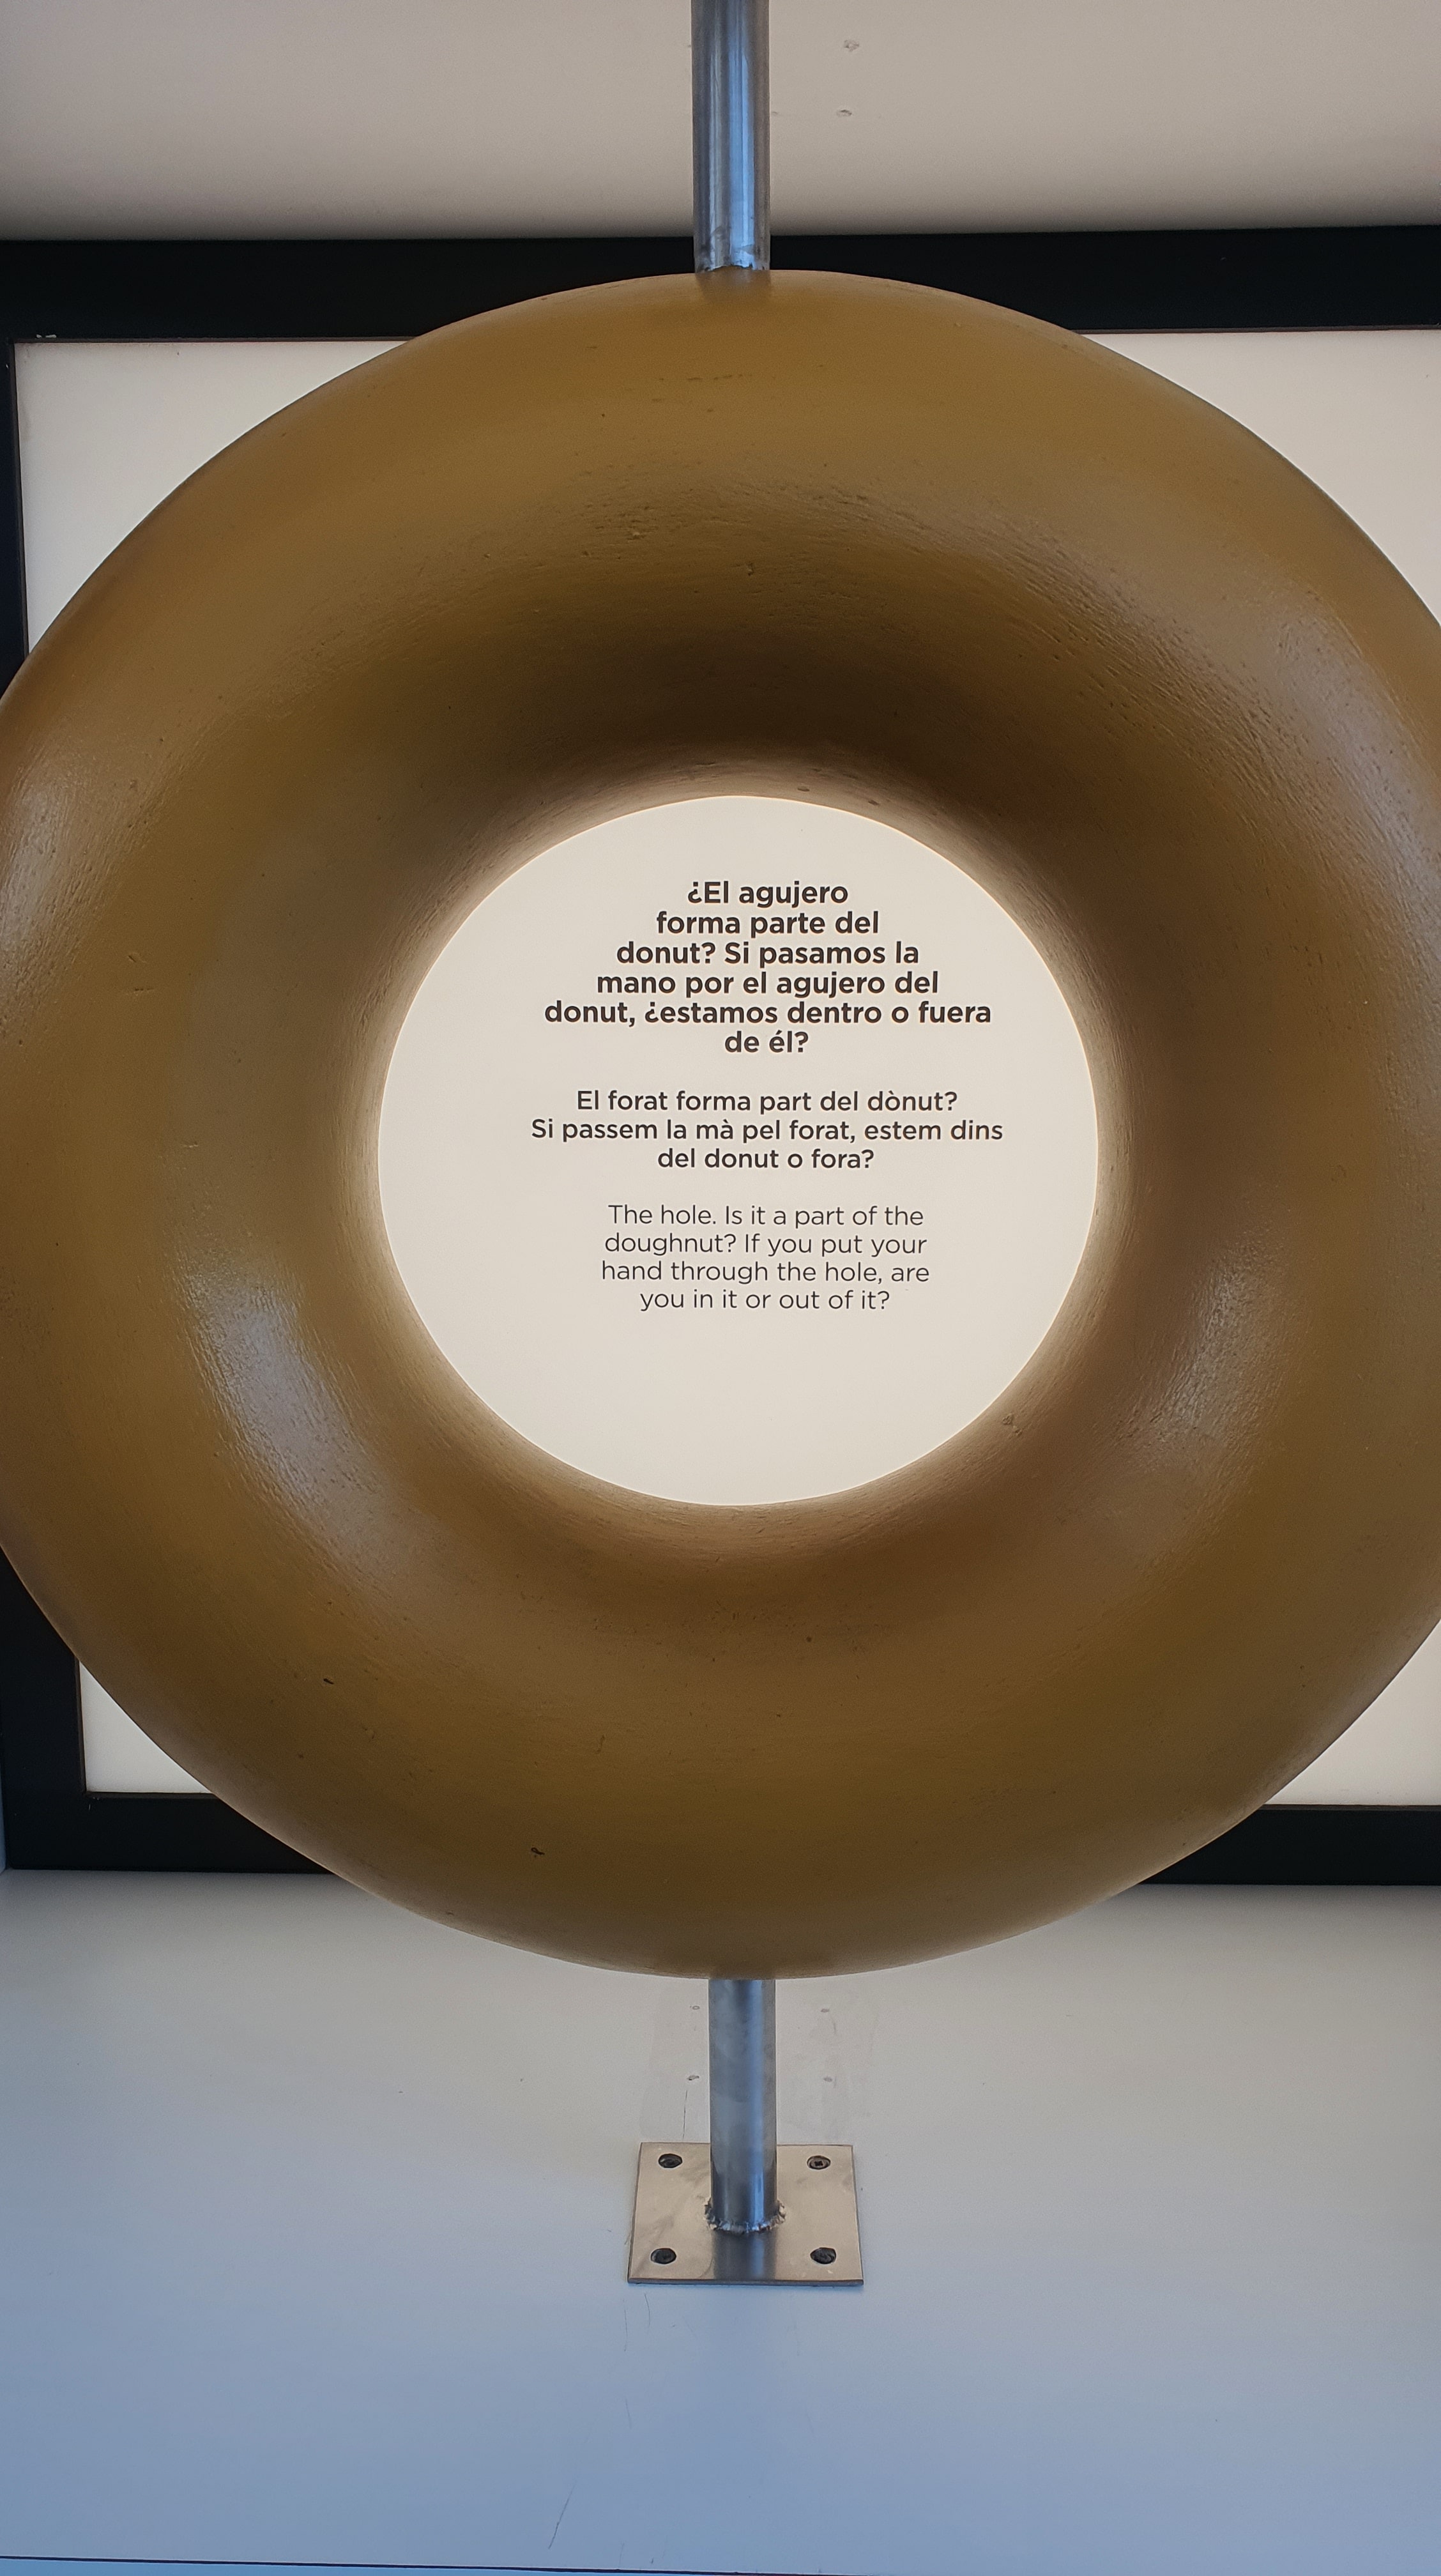 ¿El agujero
forma parte del
donut? Si pasamos la
mano por el agujero del
donut, ¿estamos dentro o fuera
de él?
El forat forma part del dònut?
Si passem la mà pel forat, estem dins
del donut o fora?
The hole. Is it a part of the
doughnut? If you put your
hand through the hole, are
you in it or out of it?